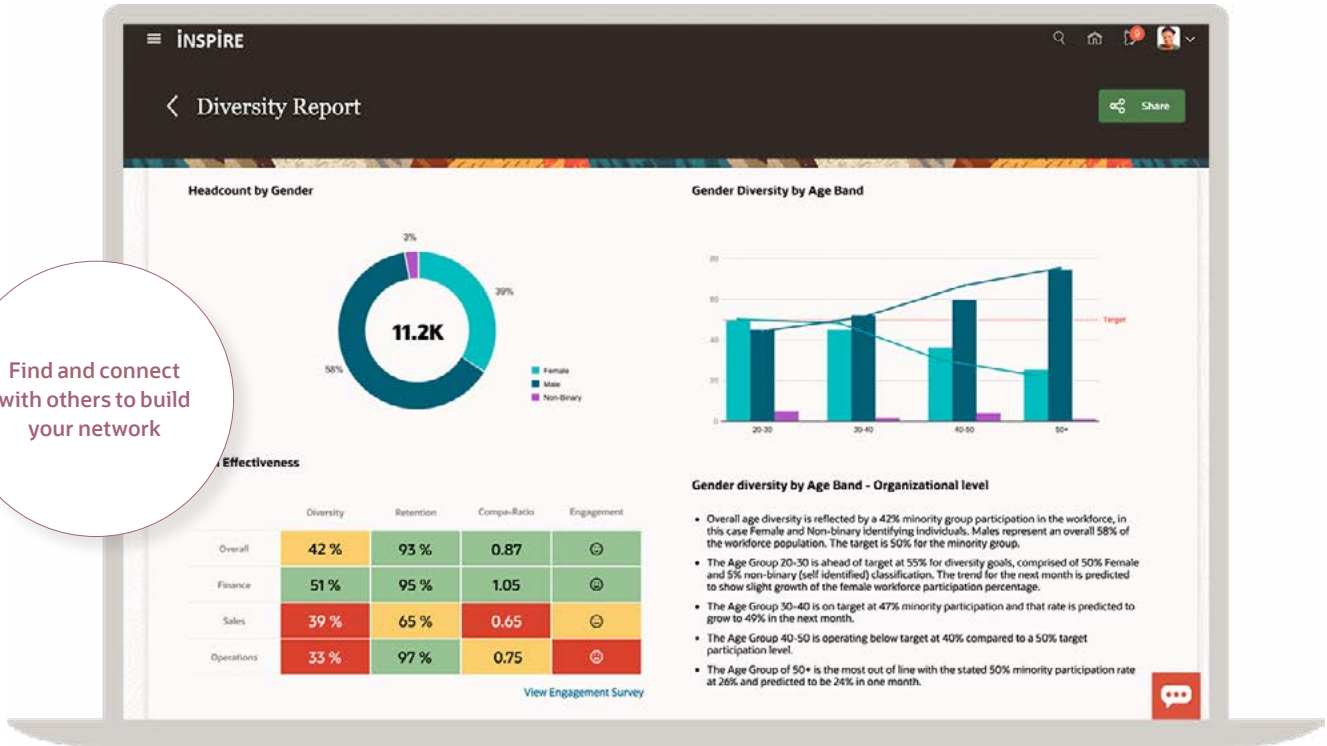 iNSPiRE
9
Diversity Report
Share
Headcount by Gender
3%
39%
58%
11.2K
Female
Male
Non-Binary
Gender Diversity by Age Band
80
60
40
20
0
Target
20-30
30-40
40-50
50+
Find and connect
with others to build
your network
Effectiveness
Diversity Retention Compa-Ratio Engagement
Overall 42 % 93 % 0.87
Finance 51 % 95 % 1.05
Sales 39 % 65 % 0.65
Operations 33 % 97 % 0.75
View Engagement Survey
Gender diversity by Age Band - Organizational level
• Overall age diversity is reflected by a 42% minority group participation in the workforce, in
this case Female and Non-binary identifying individuals. Males represent an overall 58% of
the workforce population. The target is 50% for the minority group.
• The Age Group 20-30 is ahead of target at 55% for diversity goals, comprised of 50% Female
and 5% non-binary (self identified) classification. The trend for the next month is predicted
to show slight growth of the female workforce participation percentage.
• The Age Group 30-40 is on target at 47% minority participation and that rate is predicted to
grow to 49% in the next month.
• The Age Group 40-50 is operating below target at 40% compared to a 50% target
participation level.
• The Age Group of 50+ is the most out of line with the stated 50% minority participation rate
at 26% and predicted to be 24% in one month.